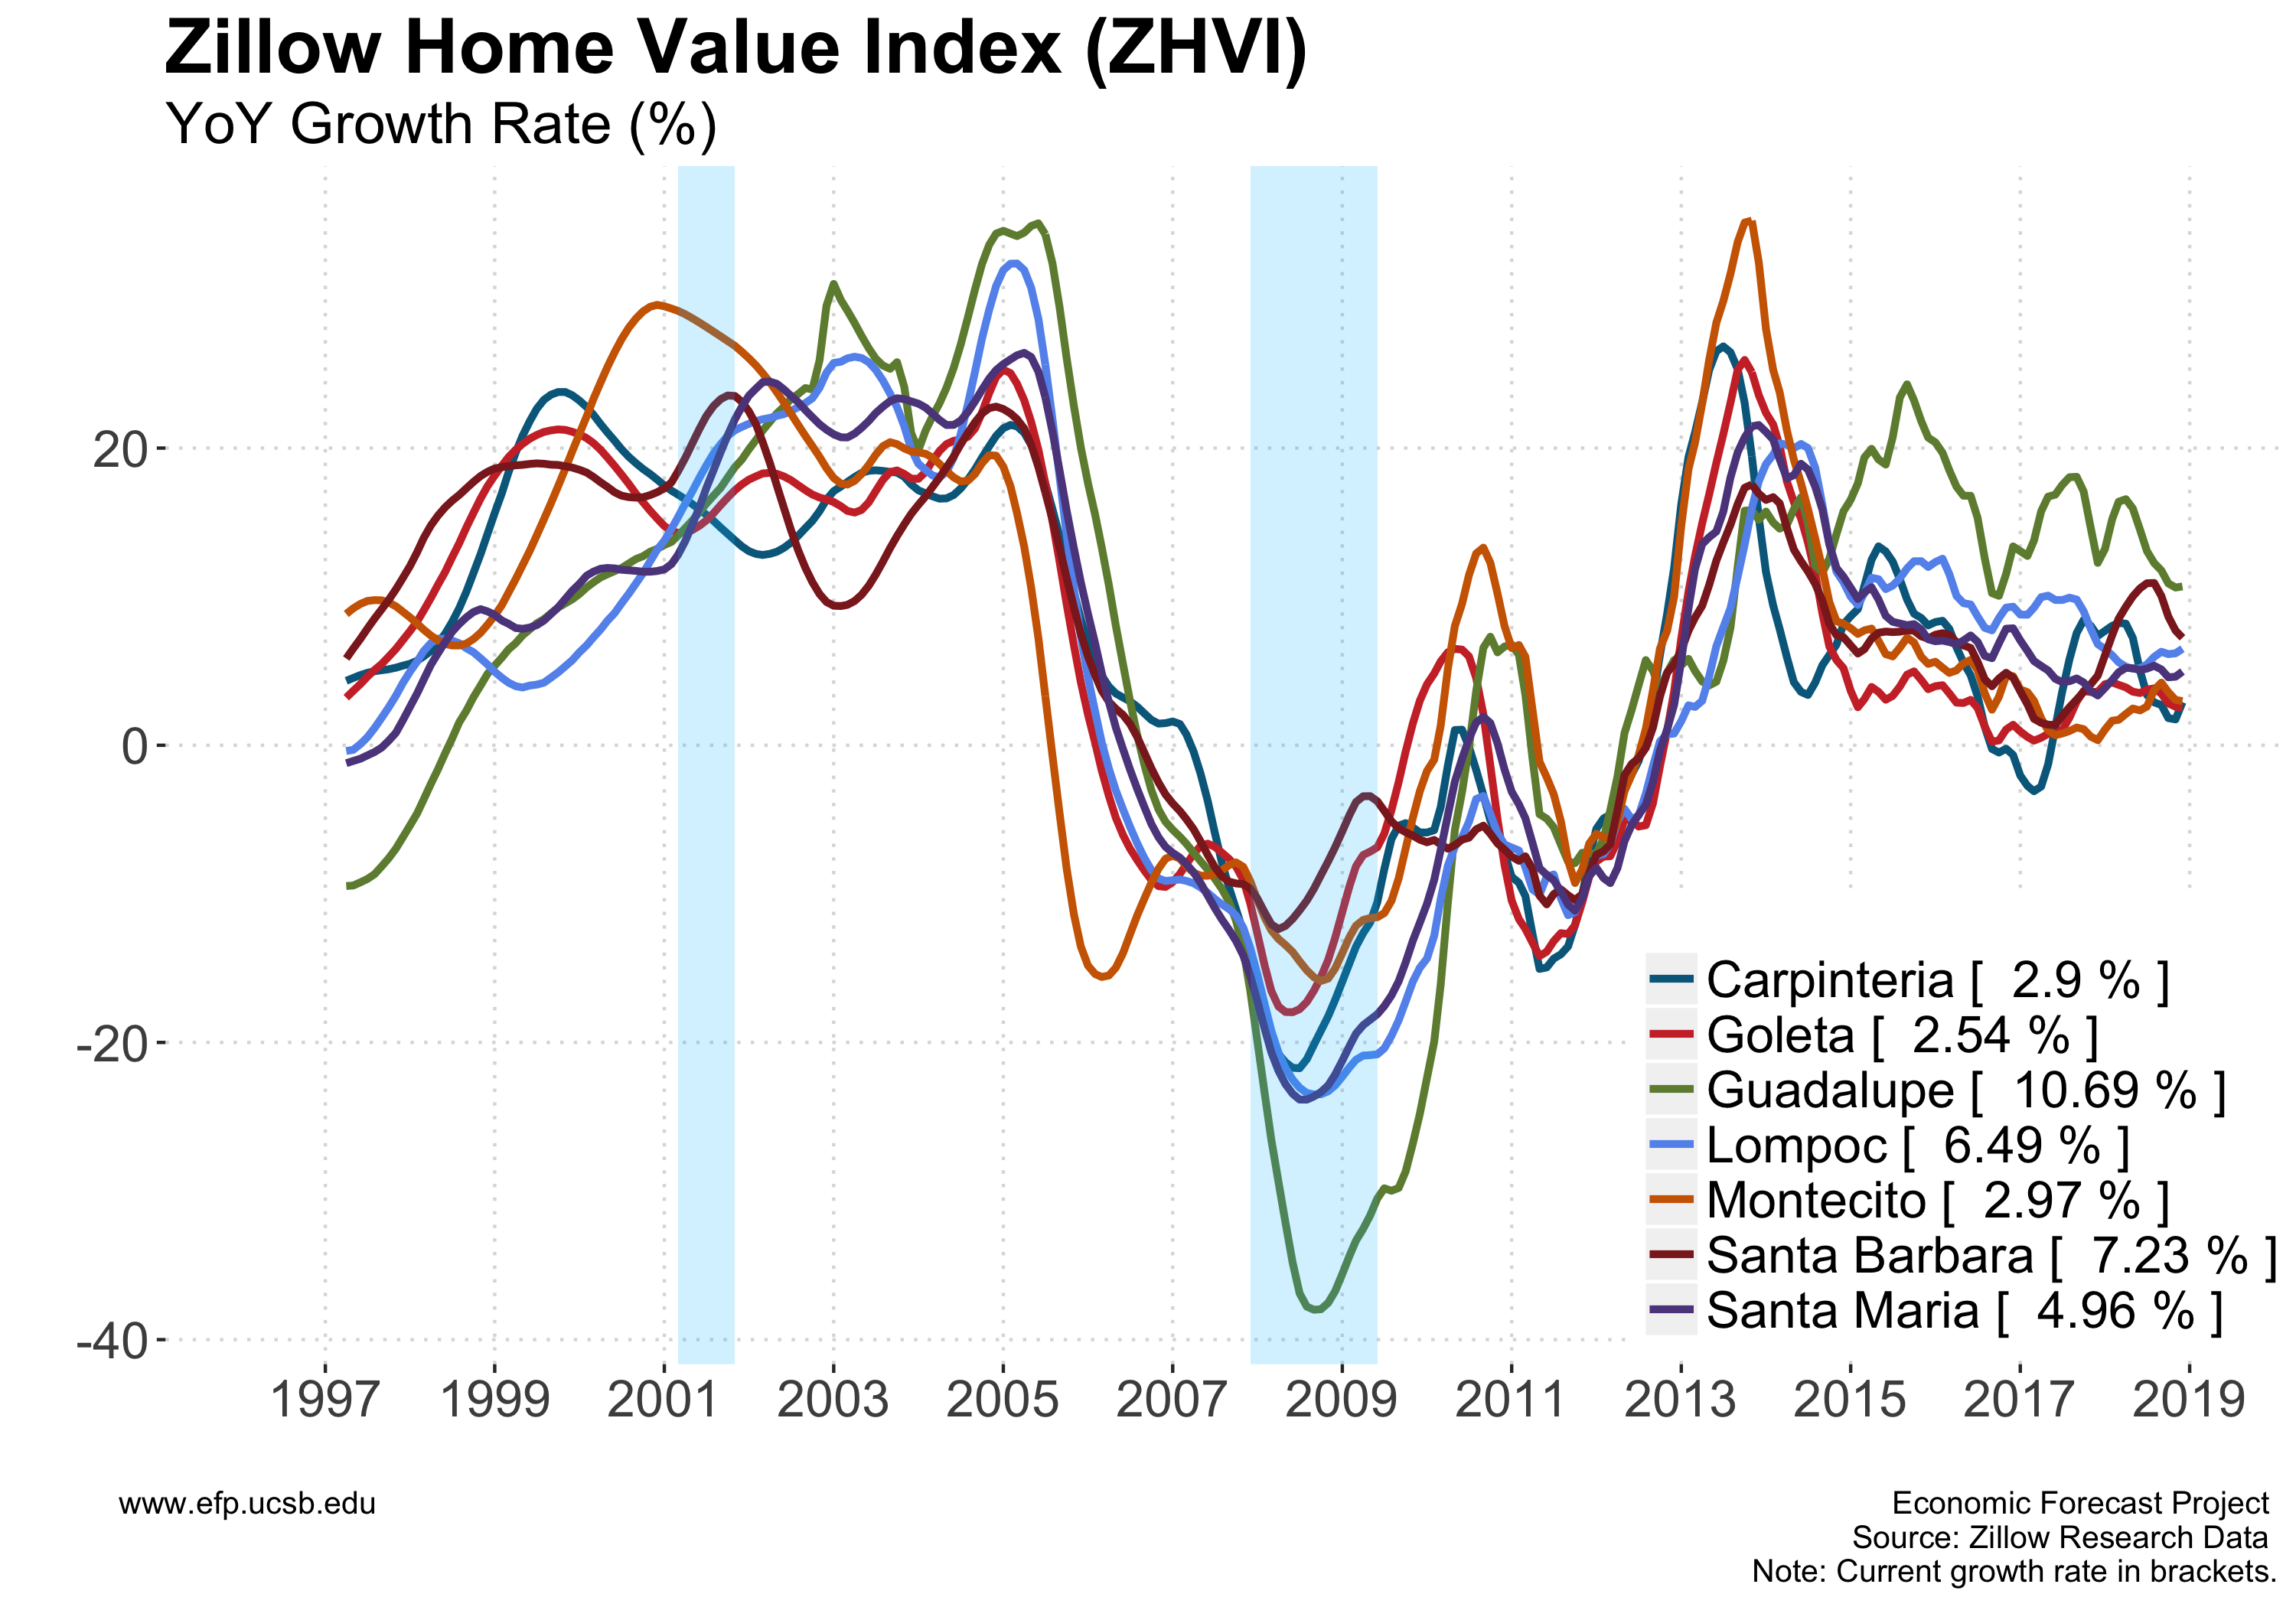 Zillow Home Value Index (ZHVI)
YoY Growth Rate (%)
20
0
-20
-40
Carpinteria [  2.9 % ]
Goleta [  2.54 % ]
Guadalupe [  10.69 % ]
Lompoc [  6.49 % ]
Montecito [  2.97 % ]
Santa Barbara [  7.23 % ]
Santa Maria [  4.96 % ]
1997 1999 2001 2003 2005 2007 2009 2011 2013 2015 2017 2019
www.efp.ucsb.edu
Economic Forecast Project
Source: Zillow Research Data
Note: Current growth rate in brackets.